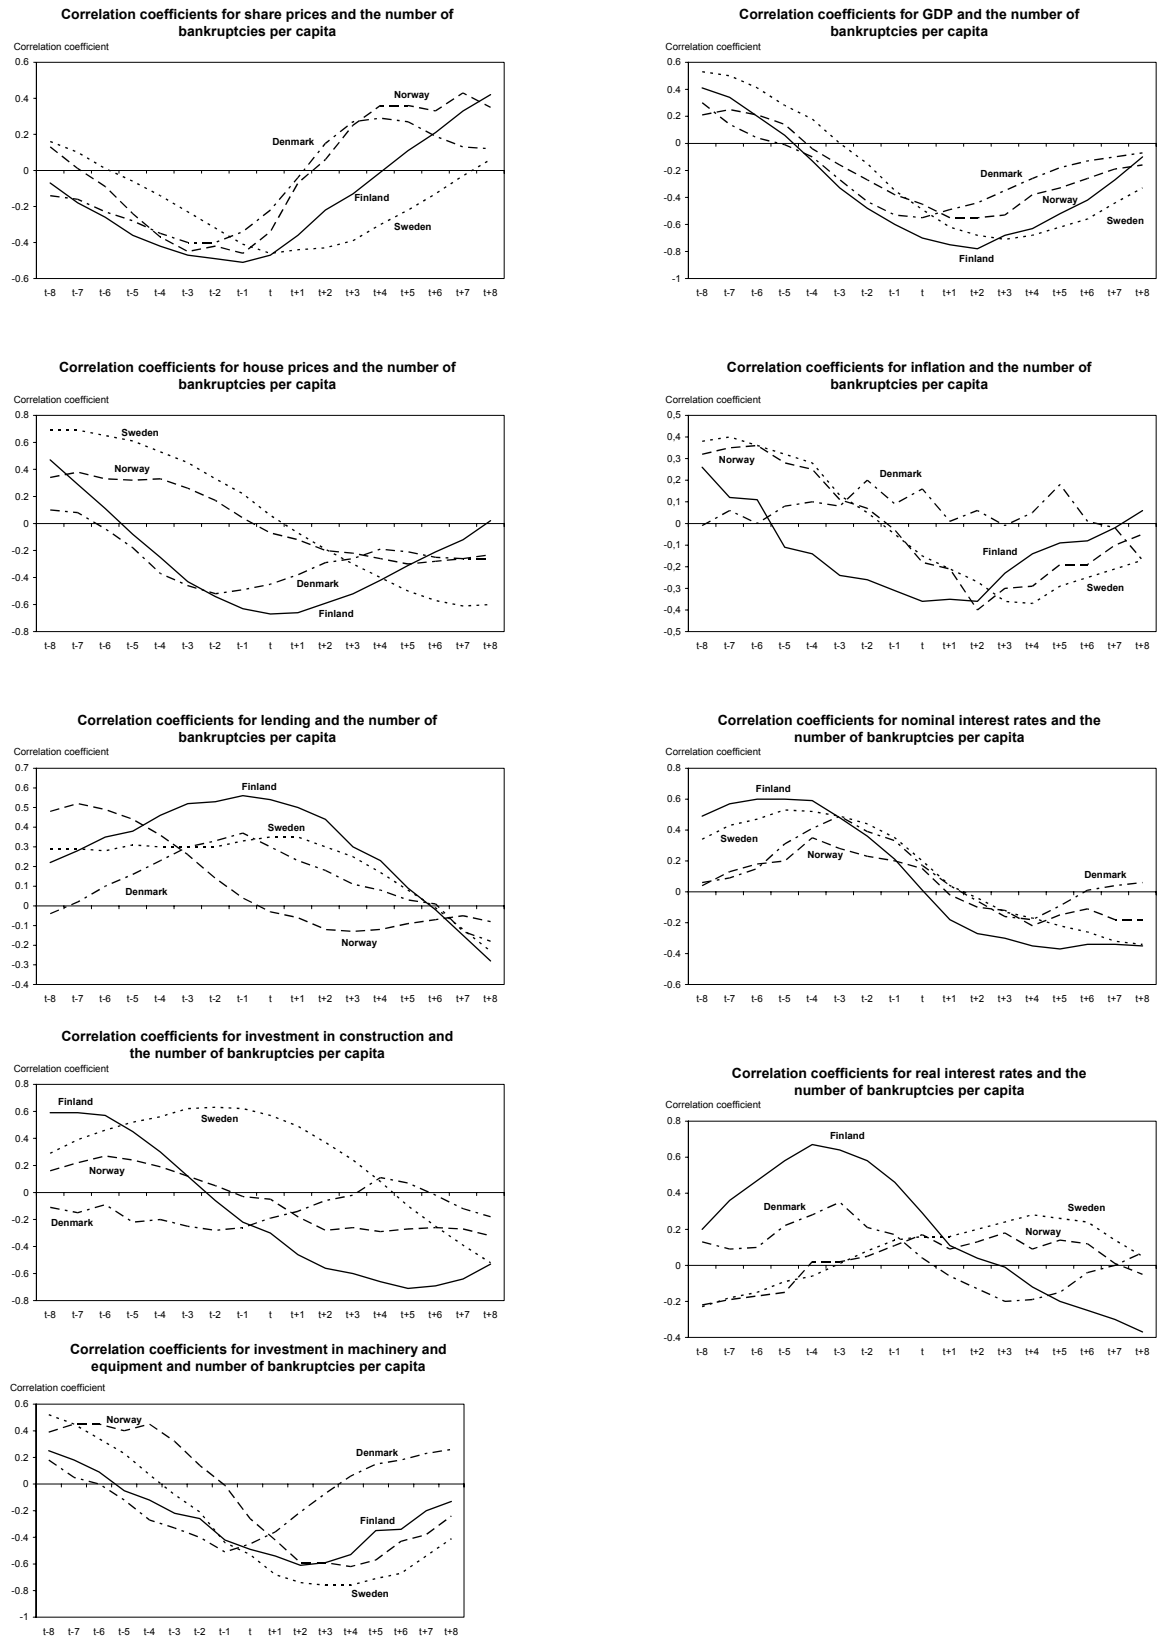 Correlation coefficients for share prices and the number of
bankruptcies per capita
Correlation coefficient
0.6
0.4
0.2
0
-0.2
-0.4
-0.6
Norway
Denmark
Finland
Sweden
t-8 t-7 t-6 t-5 t-4 t-3 t-2 t-1 t t+1 t+2 t+3 t+4 t+5 t+6 t+7 t+8
Correlation coefficients for GDP and the number of
bankruptcies per capita
Correlation coefficient
0.6
0.4
0.2
0
-0.2
-0.4
-0.6
-0.8
-1
Denmark
Norway
Sweden
Finland
t-8 t-7 t-6 t-5 t-4 t-3 t-2 t-1 t t+1 t+2 t+3 t+4 t+5 t+6 t+7 t+8
Correlation coefficients for house prices and the number of
bankruptcies per capita
Correlation coefficient
0.8
0.6
0.4
0.2
0
-0.2
-0.4
-0.6
-0.8
Sweden
Norway
Denmark
Finland
t-8 t-7 t-6 t-5 t-4 t-3 t-2 t-1 t t+1 t+2 t+3 t+4 t+5 t+6 t+7 t+8
Correlation coefficients for inflation and the number of
bankruptcies per capita
Correlation coefficient
0,5
0,4
0,3
0,2
0,1
0
-0,1
-0,2
-0,3
-0,4
-0,5
Norway
Denmark
Finland
Sweden
t-8 t-7 t-6 t-5 t-4 t-3 t-2 t-1 t t+1 t+2 t+3 t+4 t+5 t+6 t+7 t+8
Correlation coefficients for lending and the number of
bankruptcies per capita
Correlation coefficient
0.7
0.6
0.5
0.4
0.3
0.2
0.1
0
-0.1
-0.2
-0.3
-0.4
Finland
Sweden
Denmark
Norway
t-8 t-7 t-6 t-5 t-4 t-3 t-2 t-1 t t+1 t+2 t+3 t+4 t+5 t+6 t+7 t+8
Correlation coefficients for nominal interest rates and the
number of bankruptcies per capita
Correlation coefficient
0.8
0.6
0.4
0.2
0
-0.2
-0.4
-0.6
Finland
Sweden
Norway
Denmark
t-8 t-7 t-6 t-5 t-4 t-3 t-2 t-1 t t+1 t+2 t+3 t+4 t+5 t+6 t+7 t+8
Correlation coefficients for investment in construction and
the number of bankruptcies per capita
Correlation coefficient
0.8
0.6
0.4
0.2
0
-0.2
-0.4
-0.6
-0.8
Finland
Sweden
Norway
Denmark
t-8 t-7 t-6 t-5 t-4 t-3 t-2 t-1 t t+1 t+2 t+3 t+4 t+5 t+6 t+7 t+8
Correlation coefficients for real interest rates and the
number of bankruptcies per capita
Correlation coefficient
0.8
0.6
0.4
0.2
0
-0.2
-0.4
Finland
Denmark
Sweden
Norway
t-8 t-7 t-6 t-5 t-4 t-3 t-2 t-1 t t+1 t+2 t+3 t+4 t+5 t+6 t+7 t+8
Correlation coefficients for investment in machinery and
equipment and number of bankruptcies per capita
Correlation coefficient
0.6
0.4
0.2
0
-0.2
-0.4
-0.6
-0.8
-1
Norway
Denmark
Finland
Sweden
t-8 t-7 t-6 t-5 t-4 t-3 t-2 t-1 t t+1 t+2 t+3 t+4 t+5 t+6 t+7 t+8